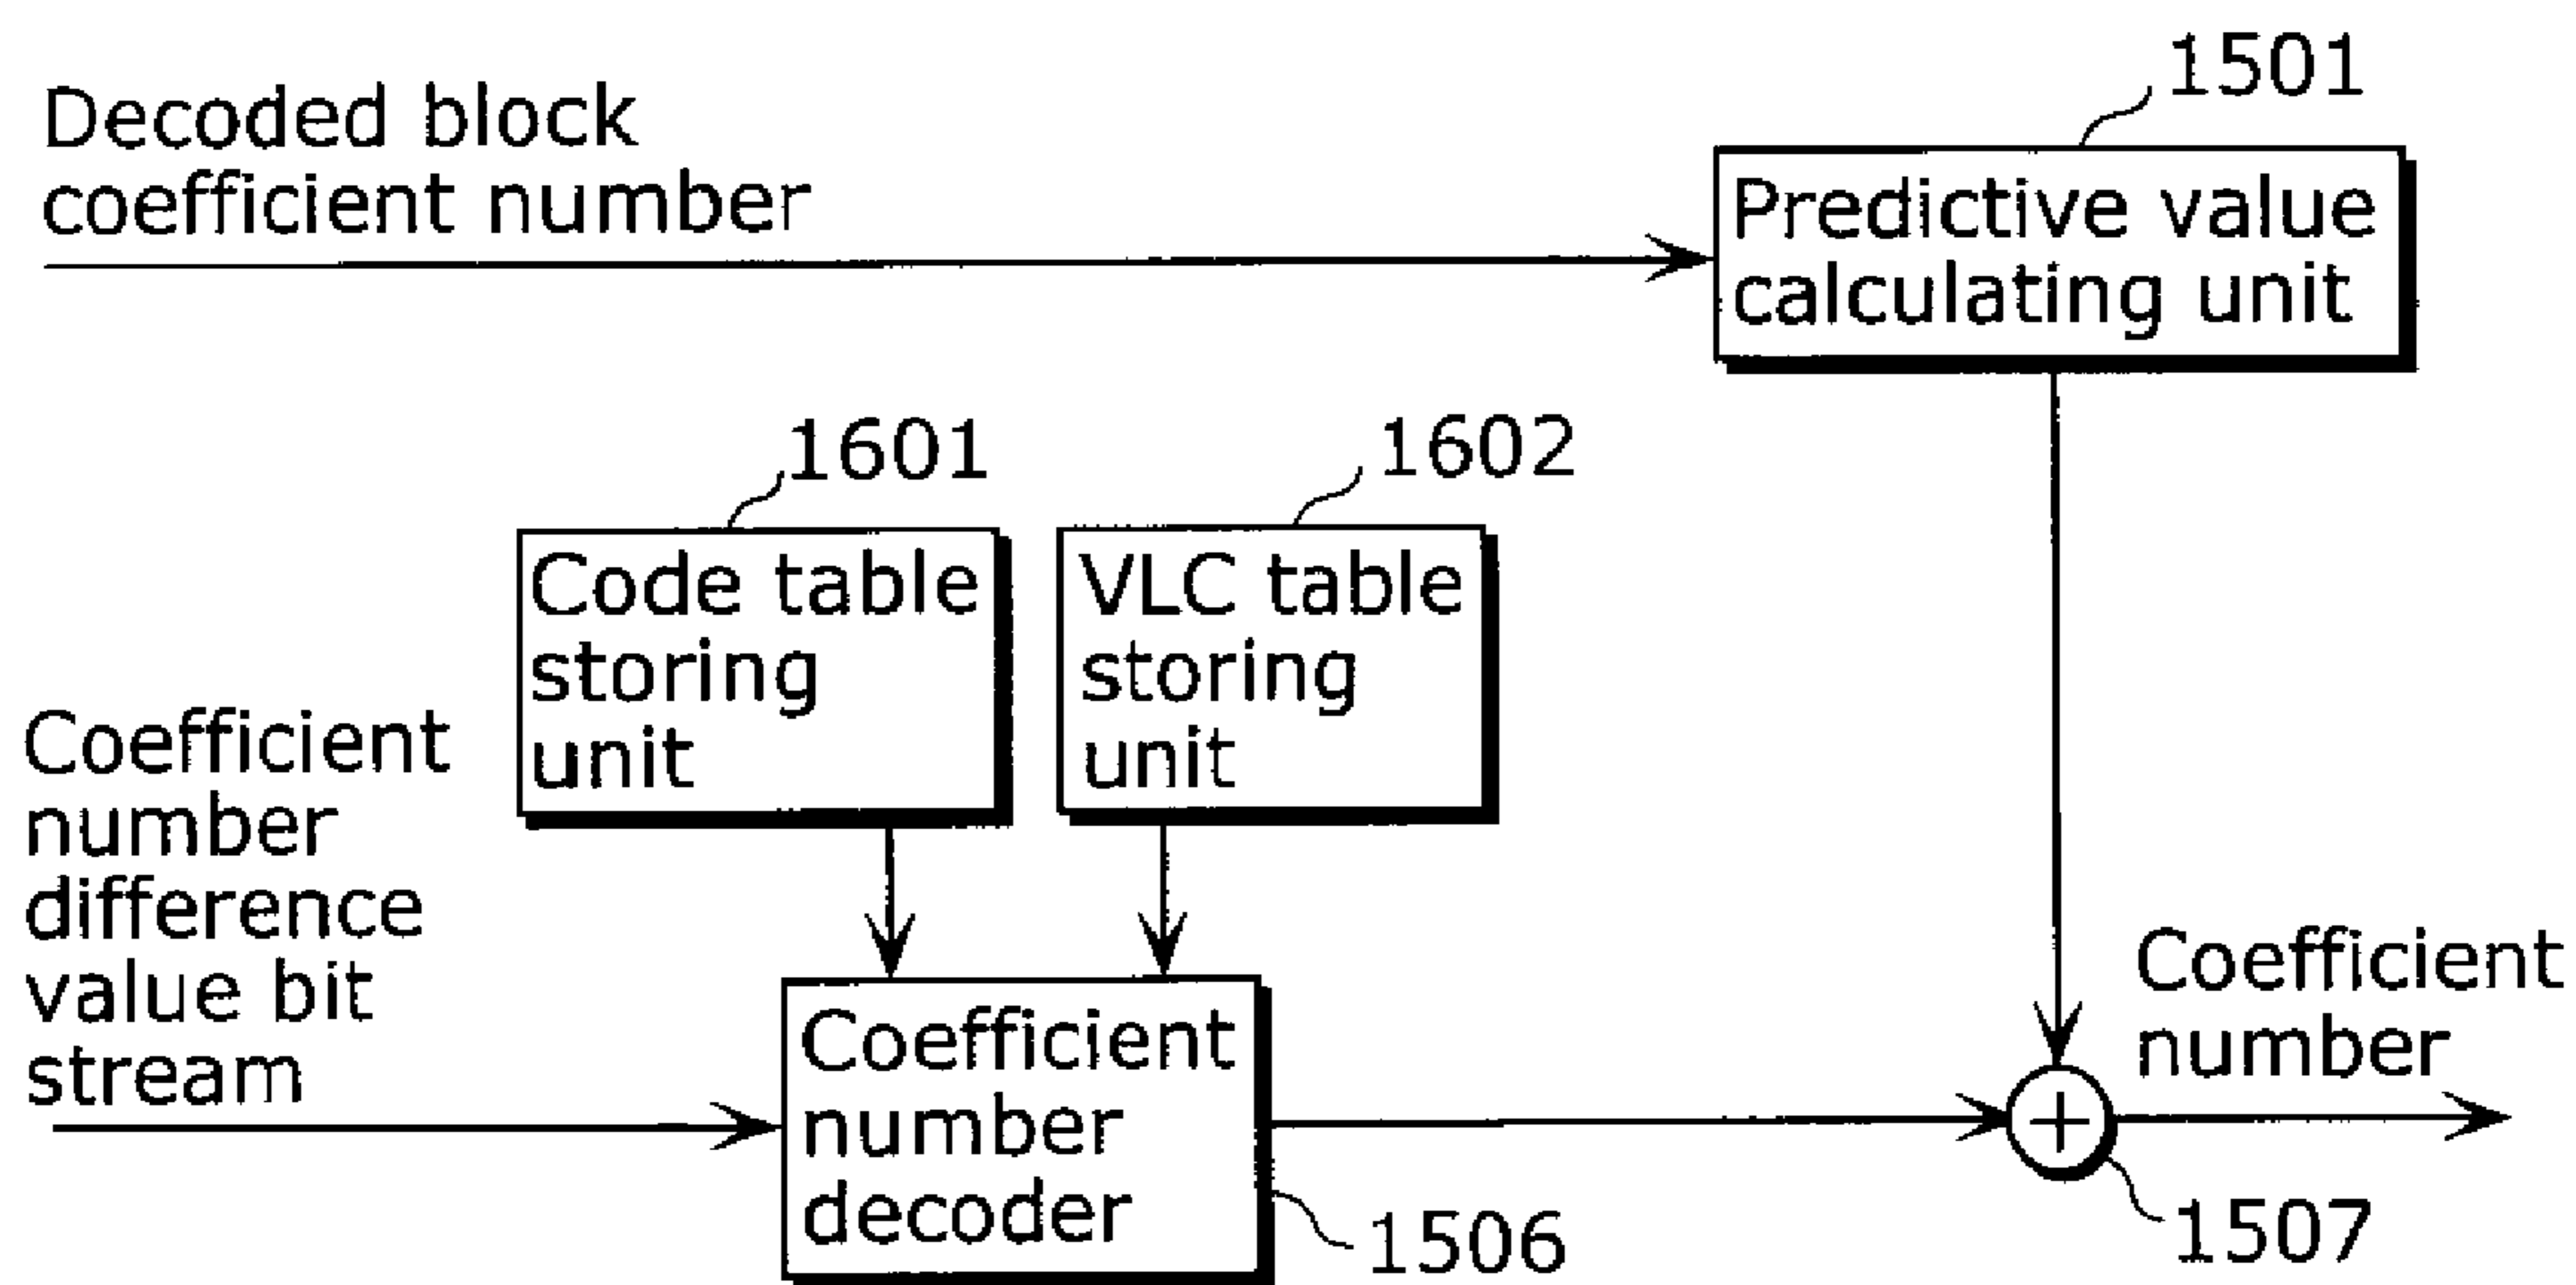 1501
Decoded block
coefficient number
Predictive value
calculating unit
1601
1602
Code table
storing
unit
VLC table
storing
unit
Coefficient
number
difference
value bit
stream
Coefficient
number
decoder
Coefficient
number
+
1506
1507